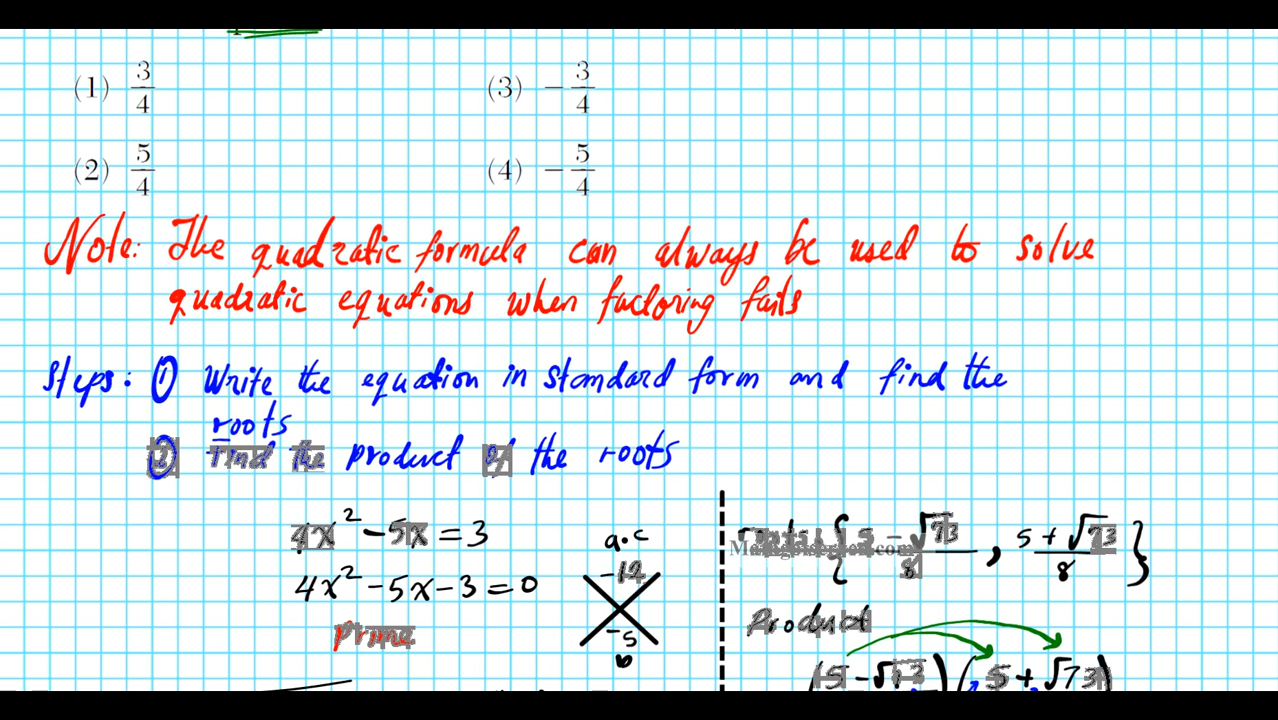 (1) 3/4 (3) -3/4
(2) 5/4 (4) -5/4
Note: The quadratic formula can always be used to solve
quadratic equations when factoring fails
Steps: ① Write the equation in standard form and find the
roots
② Find the product of the roots
4x² - 5x = 3
4x² - 5x - 3 = 0
prime
a·c
-12
-5
b
roots: { 5 - √73 / 8 , 5 + √73 / 8 }
Product
(5 - √73) (5 + √73)